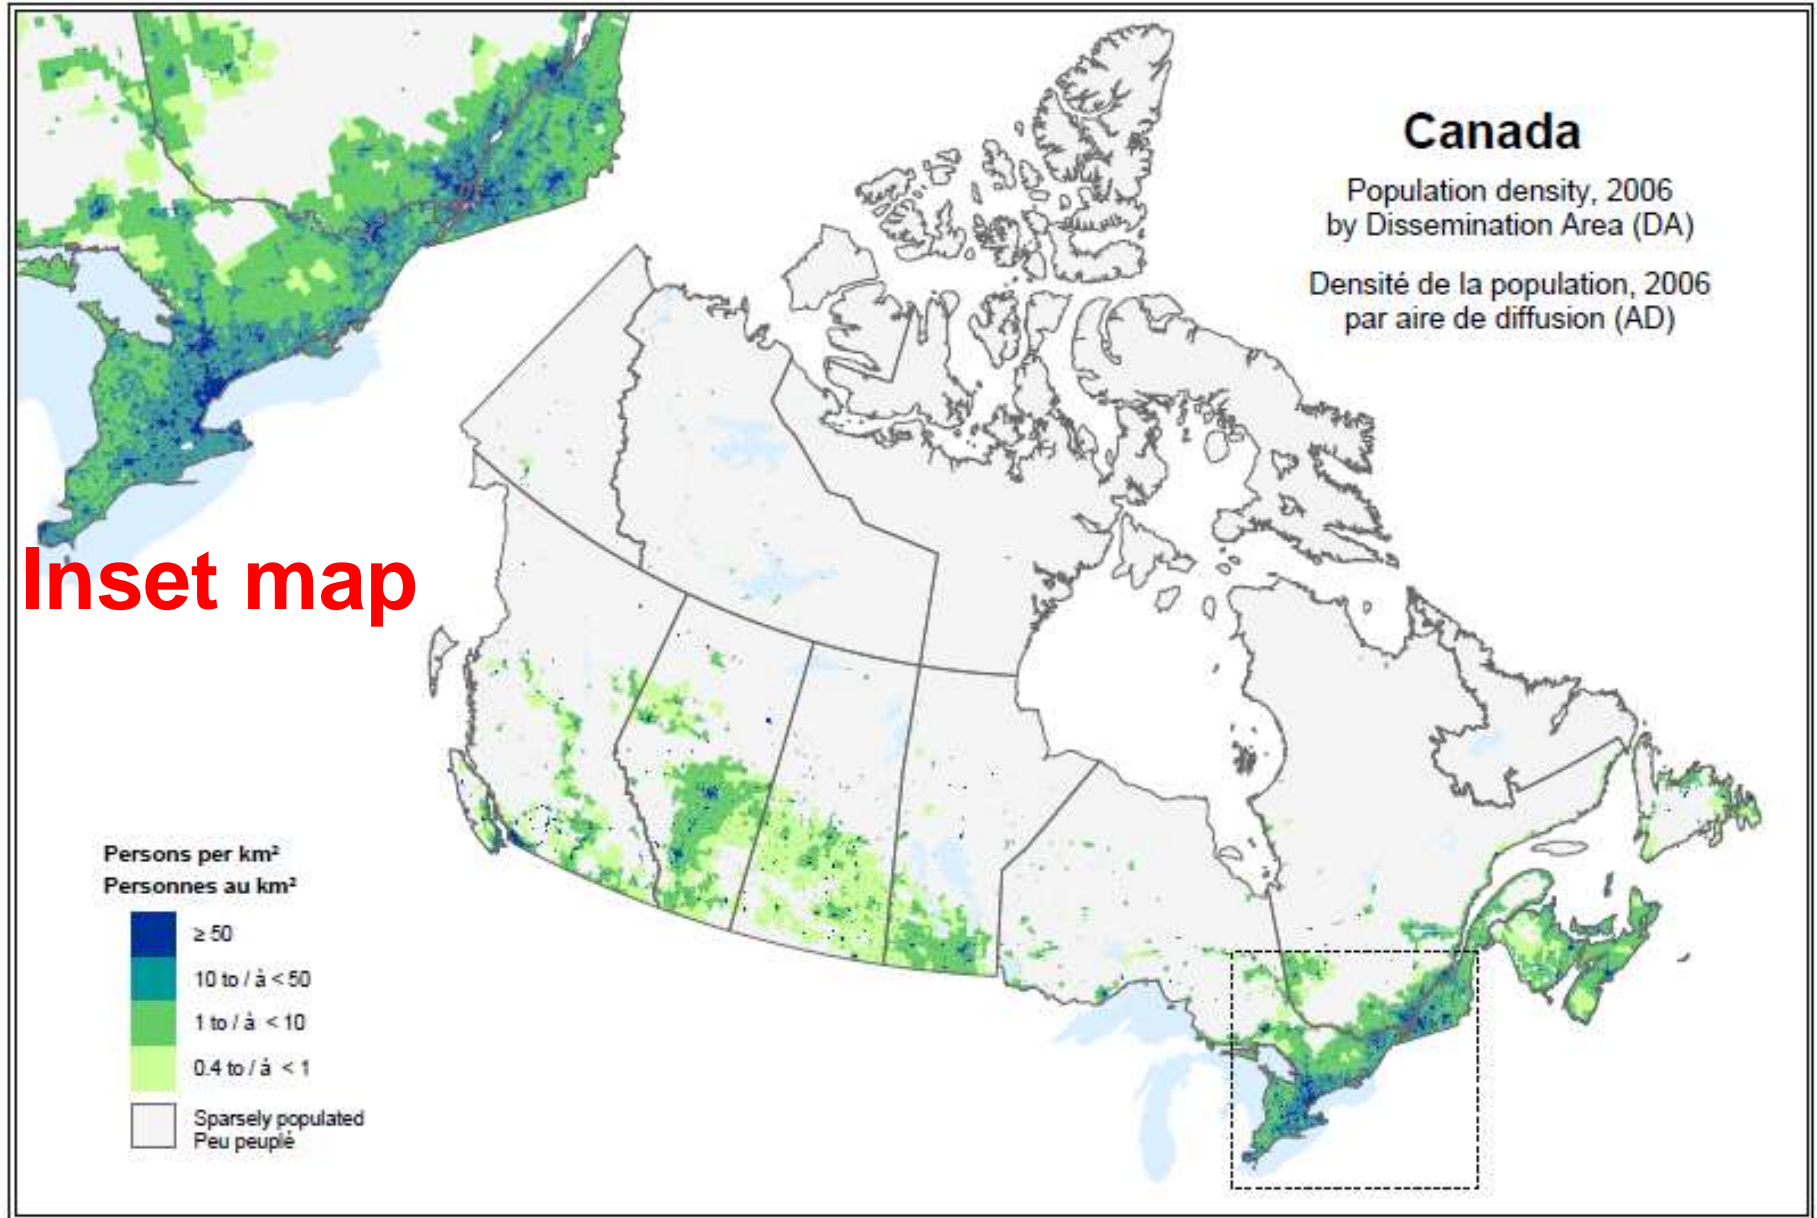 Canada
Population density, 2006
by Dissemination Area (DA)
Densité de la population, 2006
par aire de diffusion (AD)
Inset map
Persons per km²
Personnes au km²
≥ 50
10 to / à < 50
1 to / à < 10
0.4 to / à < 1
Sparsely populated
Peu peuplé